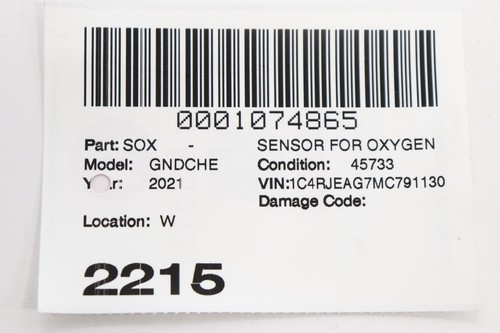 0001074865
Part: SOX - SENSOR FOR OXYGEN
Model: GNDCHE Condition: 45733
2021 VIN:1C4RJEAG7MC791130
Damage Code:
Location: W
2215